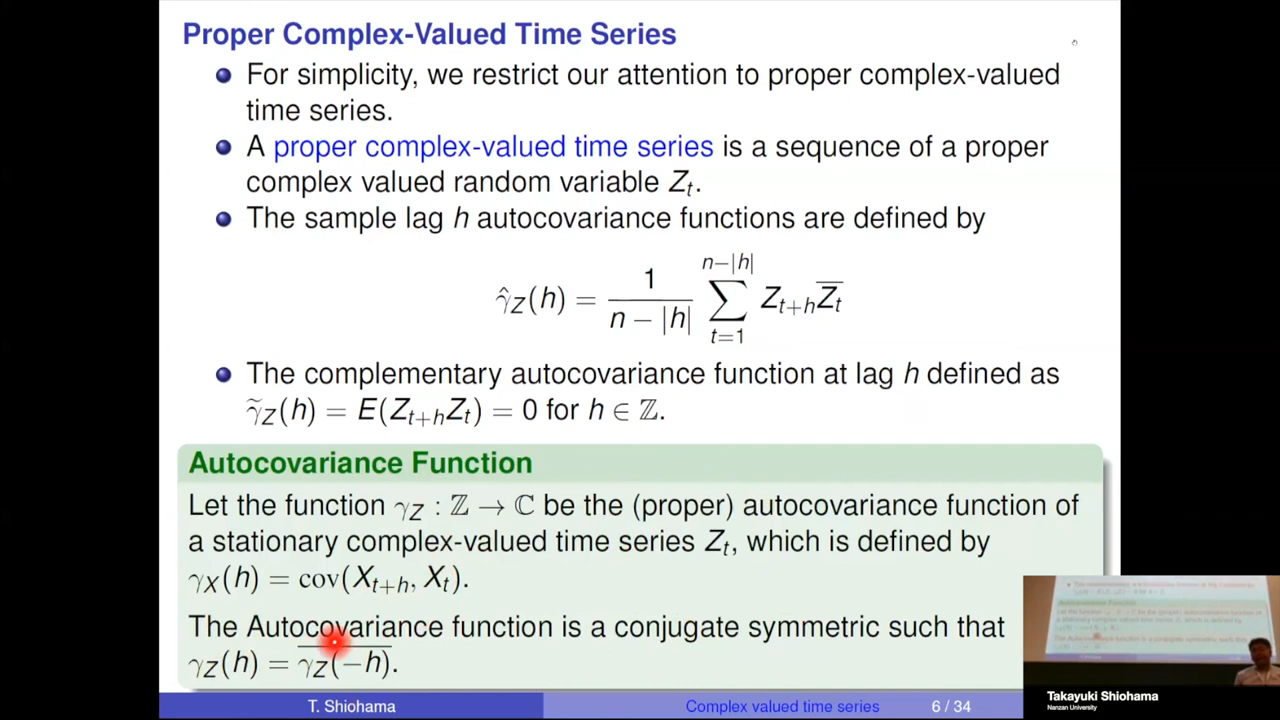 Proper Complex-Valued Time Series
For simplicity, we restrict our attention to proper complex-valued
time series.
A proper complex-valued time series is a sequence of a proper
complex valued random variable Z_t.
The sample lag h autocovariance functions are defined by
γ̂_Z(h) = 1/(n−|h|) ∑_{t=1}^{n−|h|} Z_{t+h} \overline{Z_t}
The complementary autocovariance function at lag h defined as
γ̃_Z(h) = E(Z_{t+h}Z_t) = 0 for h ∈ ℤ.
Autocovariance Function
Let the function γ_Z : ℤ → ℂ be the (proper) autocovariance function of
a stationary complex-valued time series Z_t, which is defined by
γ_X(h) = cov(X_{t+h}, X_t).
The Autocovariance function is a conjugate symmetric such that
γ_Z(h) = \overline{γ_Z(−h)}.
T. Shiohama
Complex valued time series
6 / 34
Takayuki Shiohama
Nanzan University